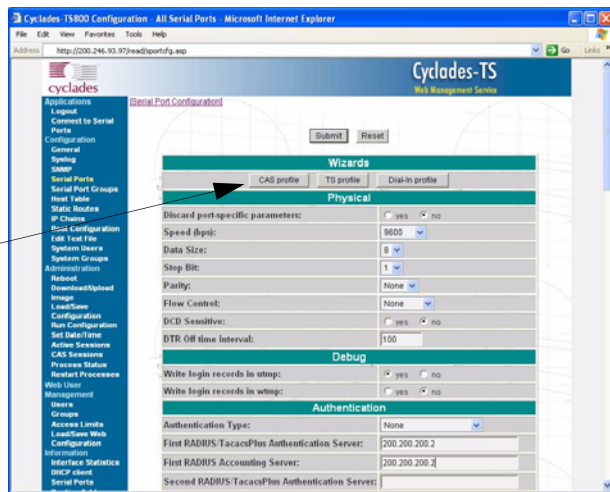 Cyclades-TS800 Configuration - All Serial Ports - Microsoft Internet Explorer
File Edit View Favorites Tools Help
Address http://200.246.93.97/read/sportcfg.asp Go Links
cyclades
Cyclades-TS
Web Management Service
Applications
Logout
Connect to Serial
Ports
Configuration
General
Syslog
SNMP
Serial Ports
Serial Port Groups
Host Table
Static Routes
IP Chains
Boot Configuration
Edit Text File
System Users
System Groups
Administration
Reboot
Download/Upload
Image
Load/Save
Configuration
Run Configuration
Set Date/Time
Active Sessions
CAS Sessions
Process Status
Restart Processes
Web User
Management
Users
Groups
Access Limits
Load/Save Web
Configuration
Information
Interface Statistics
DHCP client
Serial Ports
[Serial Port Configuration]
Submit Reset
Wizards
CAS profile TS profile Dial-In profile
Physical
Discard port-specific parameters: yes no
Speed (bps): 9600
Data Size: 8
Stop Bit: 1
Parity: None
Flow Control: None
DCD Sensitive: yes no
DTR Off time interval: 100
Debug
Write login records in utmp: yes no
Write login records in wtmp: yes no
Authentication
Authentication Type: None
First RADIUS/TacacsPlus Authentication Server: 200.200.200.2
First RADIUS Accounting Server: 200.200.200.2
Second RADIUS/TacacsPlus Authentication Server: